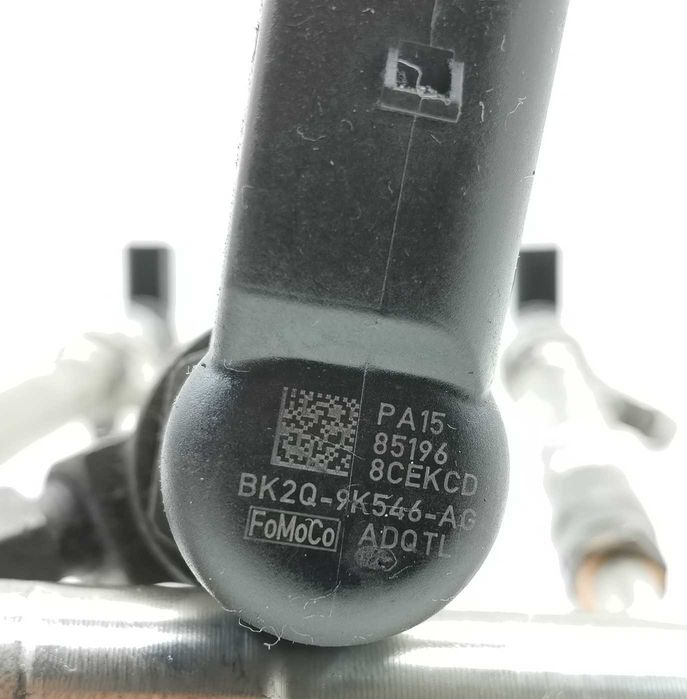 PA15
85196
8CEKCD
BK2Q-9K546-AG
FoMoCo ADQTL